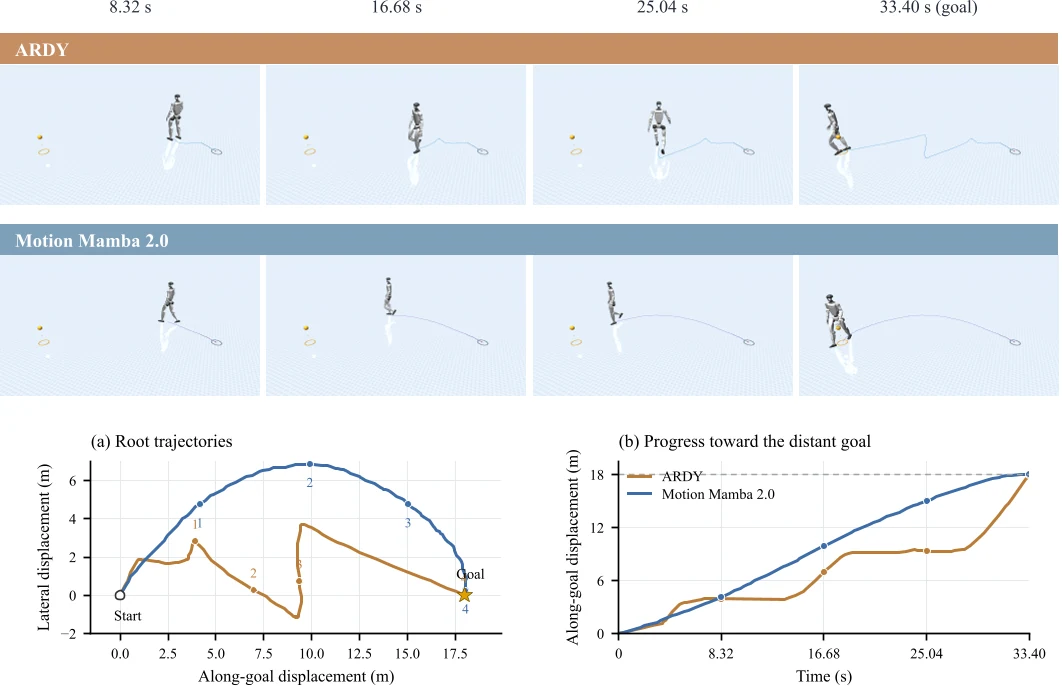 8.32 s 16.68 s 25.04 s 33.40 s (goal)
ARDY
Motion Mamba 2.0
(a) Root trajectories
Lateral displacement (m)
6
4
2
0
−2
1
1
2
2
3
3
Goal
4
Start
0.0 2.5 5.0 7.5 10.0 12.5 15.0 17.5
Along-goal displacement (m)
(b) Progress toward the distant goal
Along-goal displacement (m)
18
12
6
0
ARDY
Motion Mamba 2.0
0 8.32 16.68 25.04 33.40
Time (s)